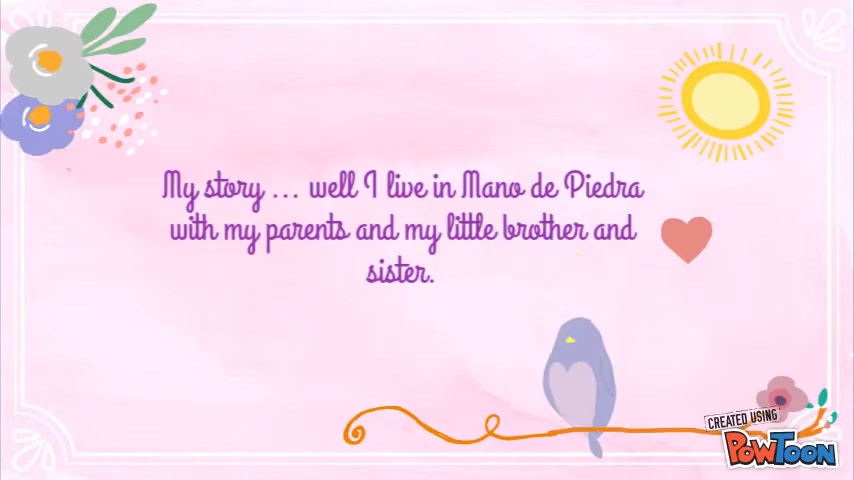 My story ... well I live in Mano de Piedra
with my parents and my little brother and
sister.
CREATED USING
POWTOON